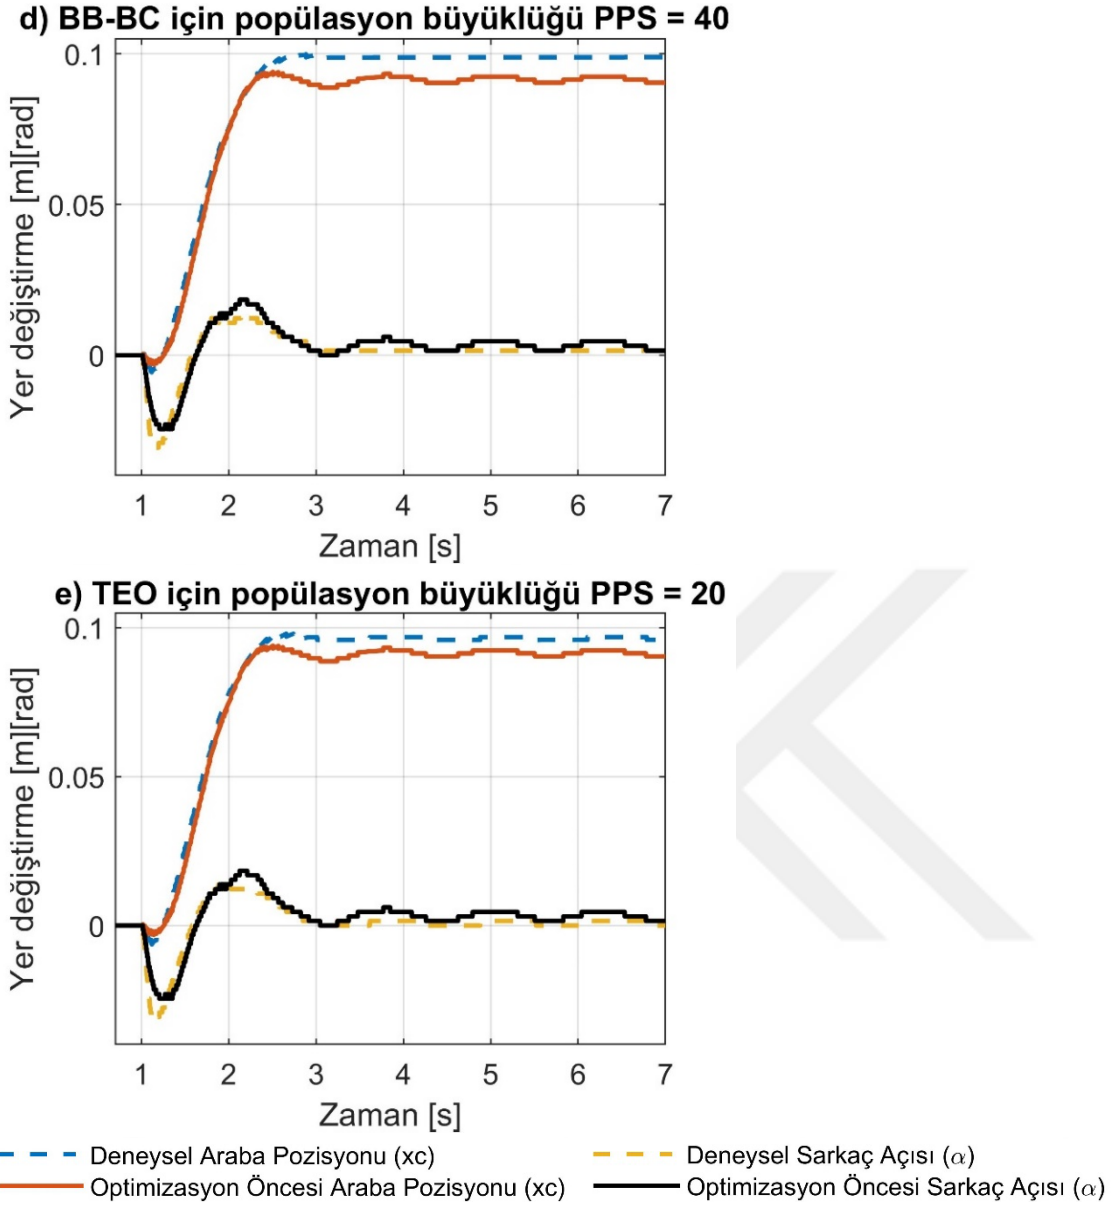 d) BB-BC için popülasyon büyüklüğü PPS = 40
Yer değiştirme [m][rad]
0.1
0.05
0
1 2 3 4 5 6 7
Zaman [s]
e) TEO için popülasyon büyüklüğü PPS = 20
Yer değiştirme [m][rad]
0.1
0.05
0
1 2 3 4 5 6 7
Zaman [s]
Deneysel Araba Pozisyonu (xc)
Deneysel Sarkaç Açısı (α)
Optimizasyon Öncesi Araba Pozisyonu (xc)
Optimizasyon Öncesi Sarkaç Açısı (α)